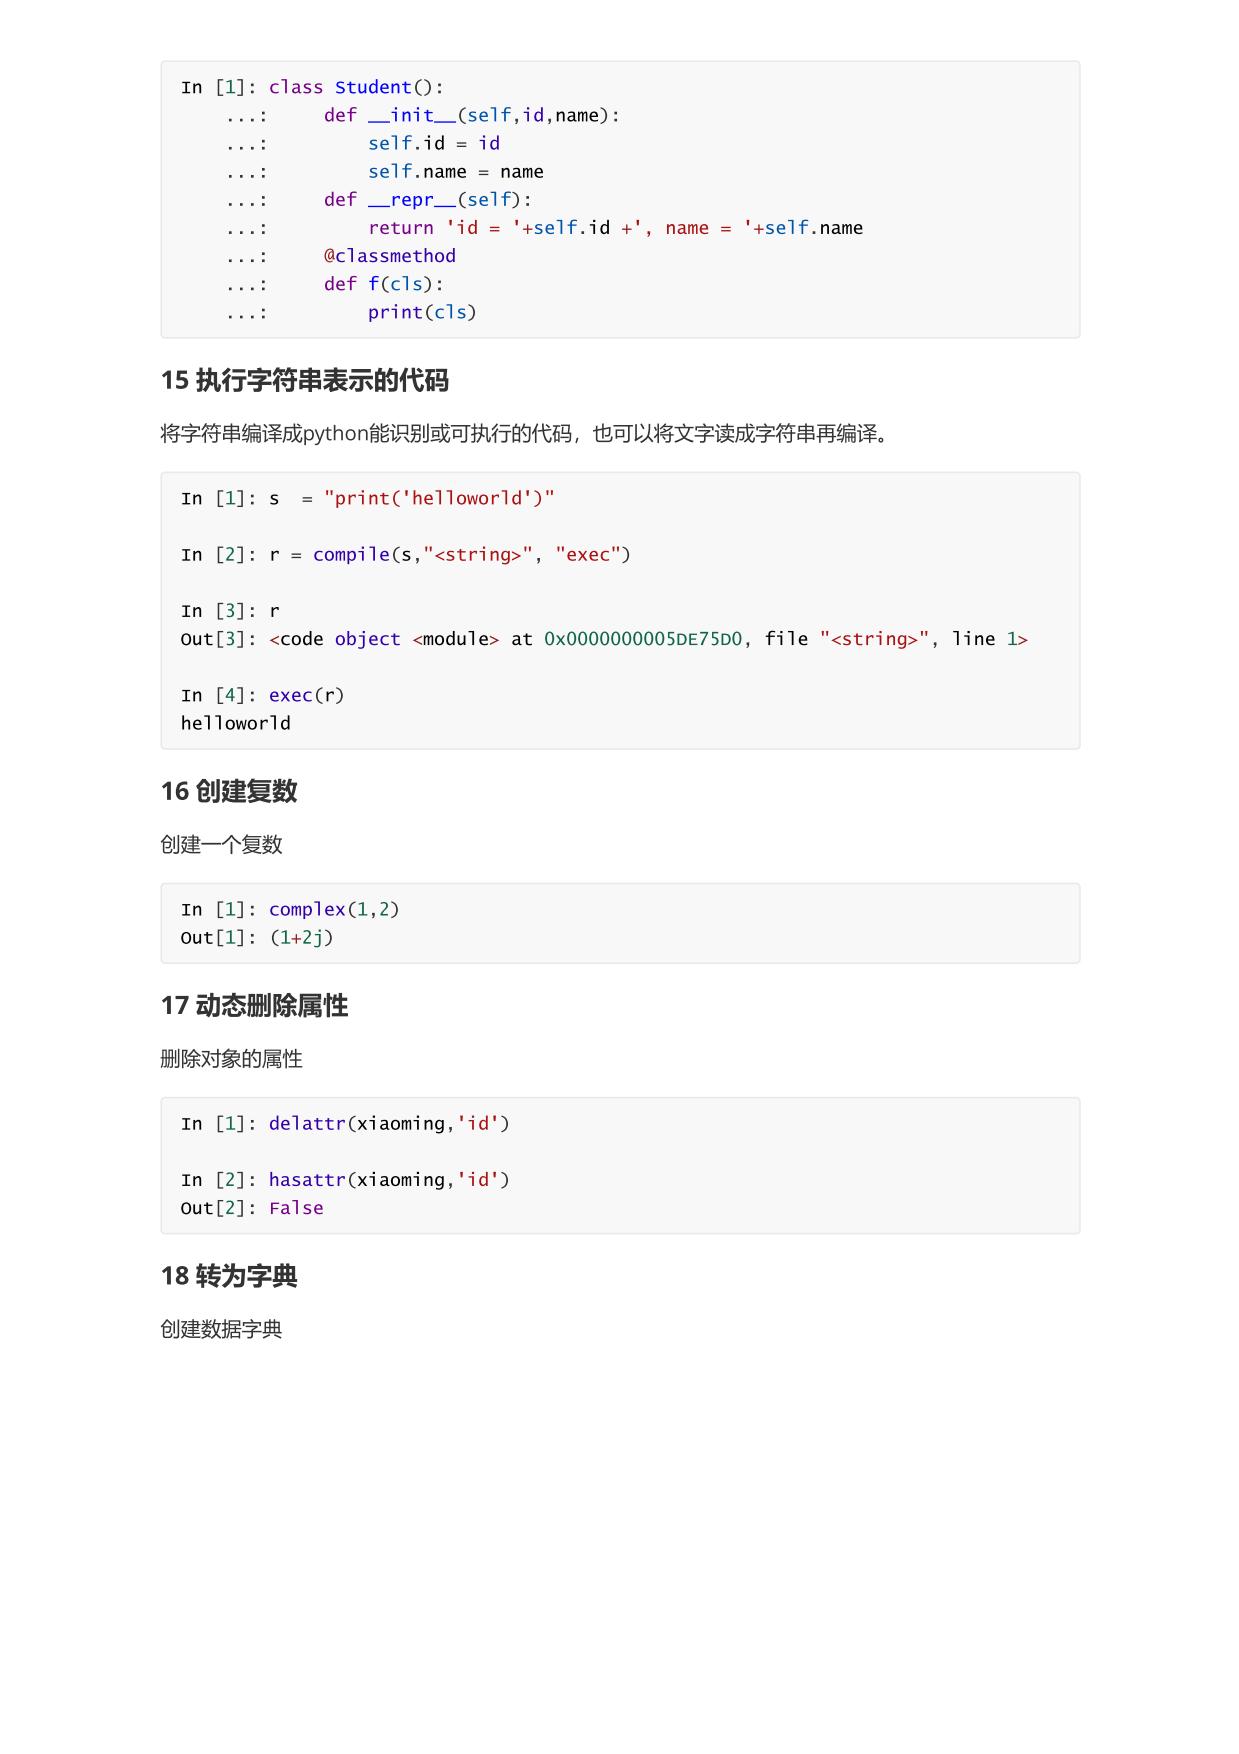 In [1]: class Student():
    ...:     def __init__(self,id,name):
    ...:         self.id = id
    ...:         self.name = name
    ...:     def __repr__(self):
    ...:         return 'id = '+self.id +', name = '+self.name
    ...:     @classmethod
    ...:     def f(cls):
    ...:         print(cls)
15 执行字符串表示的代码
将字符串编译成python能识别或可执行的代码，也可以将文字读成字符串再编译。
In [1]: s  = "print('helloworld')"
In [2]: r = compile(s,"<string>", "exec")
In [3]: r
Out[3]: <code object <module> at 0x0000000005DE75D0, file "<string>", line 1>
In [4]: exec(r)
helloworld
16 创建复数
创建一个复数
In [1]: complex(1,2)
Out[1]: (1+2j)
17 动态删除属性
删除对象的属性
In [1]: delattr(xiaoming,'id')
In [2]: hasattr(xiaoming,'id')
Out[2]: False
18 转为字典
创建数据字典